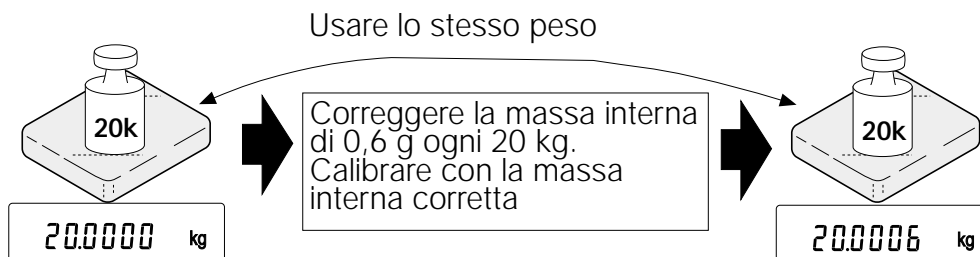 Usare lo stesso peso
20k
Correggere la massa interna
di 0,6 g ogni 20 kg.
Calibrare con la massa
interna corretta
20k
20.0000 kg
20.0006 kg